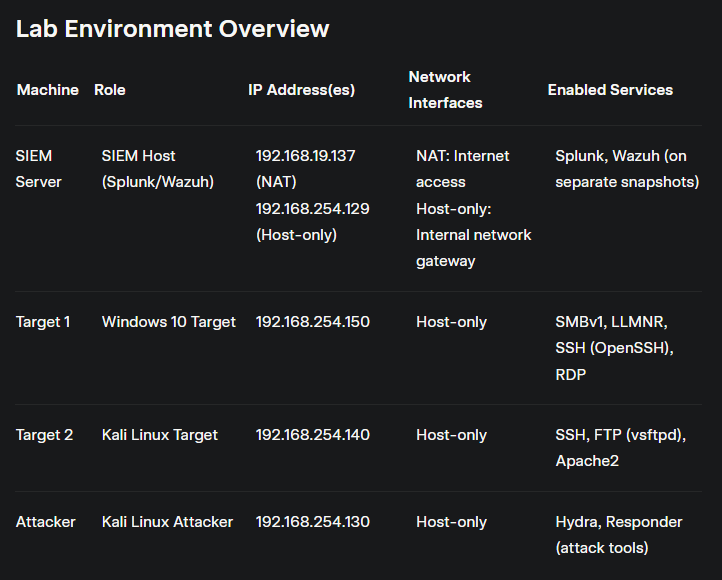 Lab Environment Overview
Machine Role IP Address(es) Network Interfaces Enabled Services
SIEM Server SIEM Host (Splunk/Wazuh) 192.168.19.137 (NAT) 192.168.254.129 (Host-only) NAT: Internet access Host-only: Internal network gateway Splunk, Wazuh (on separate snapshots)
Target 1 Windows 10 Target 192.168.254.150 Host-only SMBv1, LLMNR, SSH (OpenSSH), RDP
Target 2 Kali Linux Target 192.168.254.140 Host-only SSH, FTP (vsftpd), Apache2
Attacker Kali Linux Attacker 192.168.254.130 Host-only Hydra, Responder (attack tools)